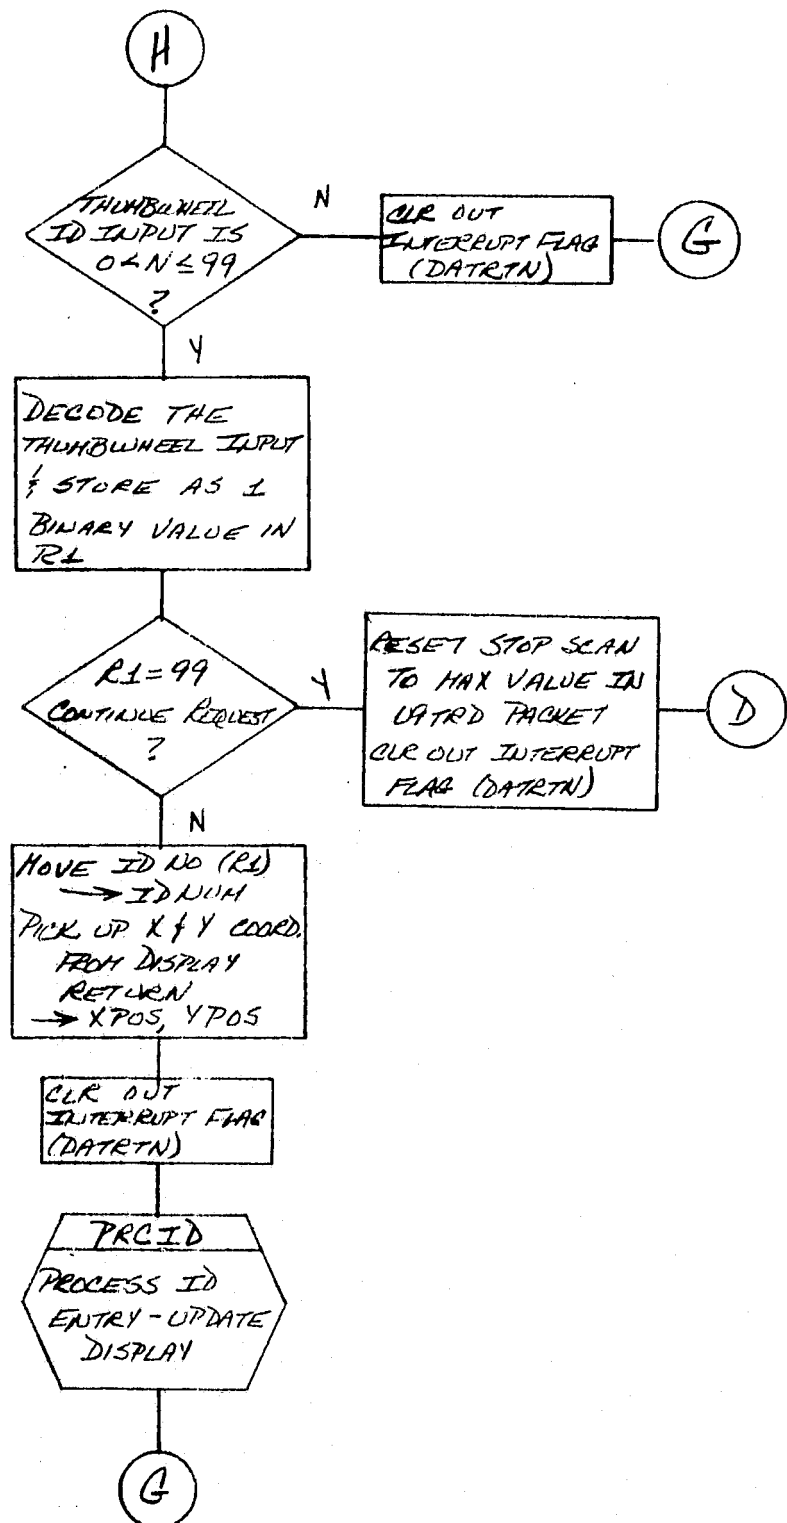 H
THUMBWHEEL
ID INPUT IS
0 < N ≤ 99
?
N
CLR OUT
INTERRUPT FLAG
(DATRTN)
G
Y
DECODE THE
THUMBWHEEL INPUT
& STORE AS 1
BINARY VALUE IN
R1
R1 = 99
CONTINUE REQUEST
?
Y
RESET STOP SCAN
TO MAX VALUE IN
U9TRD PACKET
CLR OUT INTERRUPT
FLAG (DATRTN)
D
N
MOVE ID NO (R1)
→ IDNUM
PICK UP X & Y COORD.
FROM DISPLAY
RETURN
→ XPOS, YPOS
CLR OUT
INTERRUPT FLAG
(DATRTN)
PRCID
PROCESS ID
ENTRY - UPDATE
DISPLAY
G